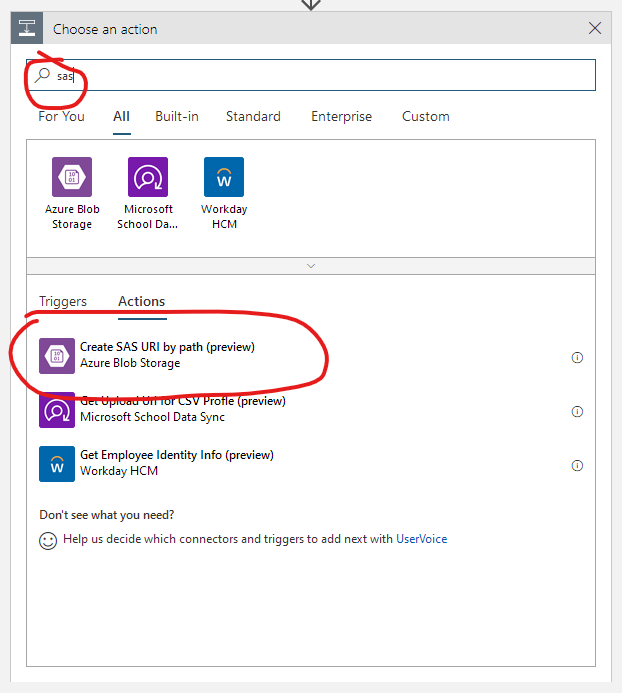 Choose an action
sas
For You All Built-in Standard Enterprise Custom
Azure Blob Storage
Microsoft School Da...
Workday HCM
Triggers Actions
Create SAS URI by path (preview)
Azure Blob Storage
Get Upload Url for CSV Profle (preview)
Microsoft School Data Sync
Get Employee Identity Info (preview)
Workday HCM
Don't see what you need?
Help us decide which connectors and triggers to add next with UserVoice